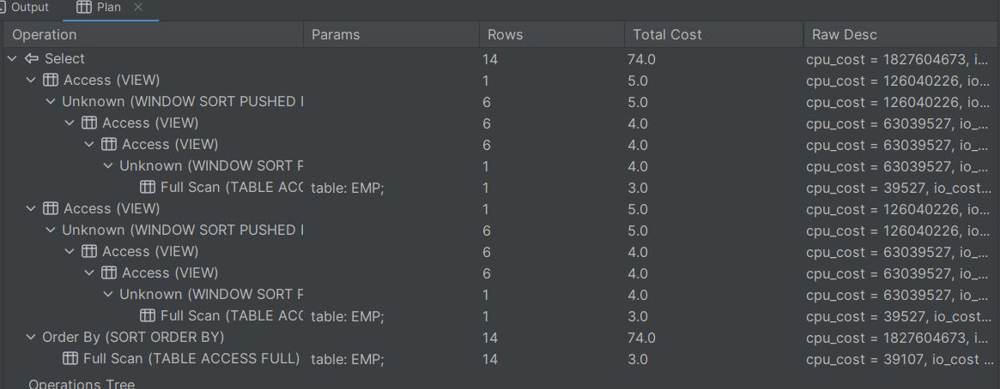 Output Plan
Operation Params Rows Total Cost Raw Desc
Select 14 74.0 cpu_cost = 1827604673, i...
Access (VIEW) 1 5.0 cpu_cost = 126040226, io...
Unknown (WINDOW SORT PUSHED 6 5.0 cpu_cost = 126040226, io...
Access (VIEW) 6 4.0 cpu_cost = 63039527, io_...
Access (VIEW) 6 4.0 cpu_cost = 63039527, io_...
Unknown (WINDOW SORT 1 4.0 cpu_cost = 63039527, io_...
Full Scan (TABLE ACC table: EMP; 1 3.0 cpu_cost = 39527, io_cost...
Access (VIEW) 1 5.0 cpu_cost = 126040226, io...
Unknown (WINDOW SORT PUSHED 6 5.0 cpu_cost = 126040226, io...
Access (VIEW) 6 4.0 cpu_cost = 63039527, io_...
Access (VIEW) 6 4.0 cpu_cost = 63039527, io_...
Unknown (WINDOW SORT 1 4.0 cpu_cost = 63039527, io_...
Full Scan (TABLE ACC table: EMP; 1 3.0 cpu_cost = 39527, io_cost...
Order By (SORT ORDER BY) 14 74.0 cpu_cost = 1827604673, i...
Full Scan (TABLE ACCESS FULL) table: EMP; 14 3.0 cpu_cost = 39107, io_cost ...
Operations Tree